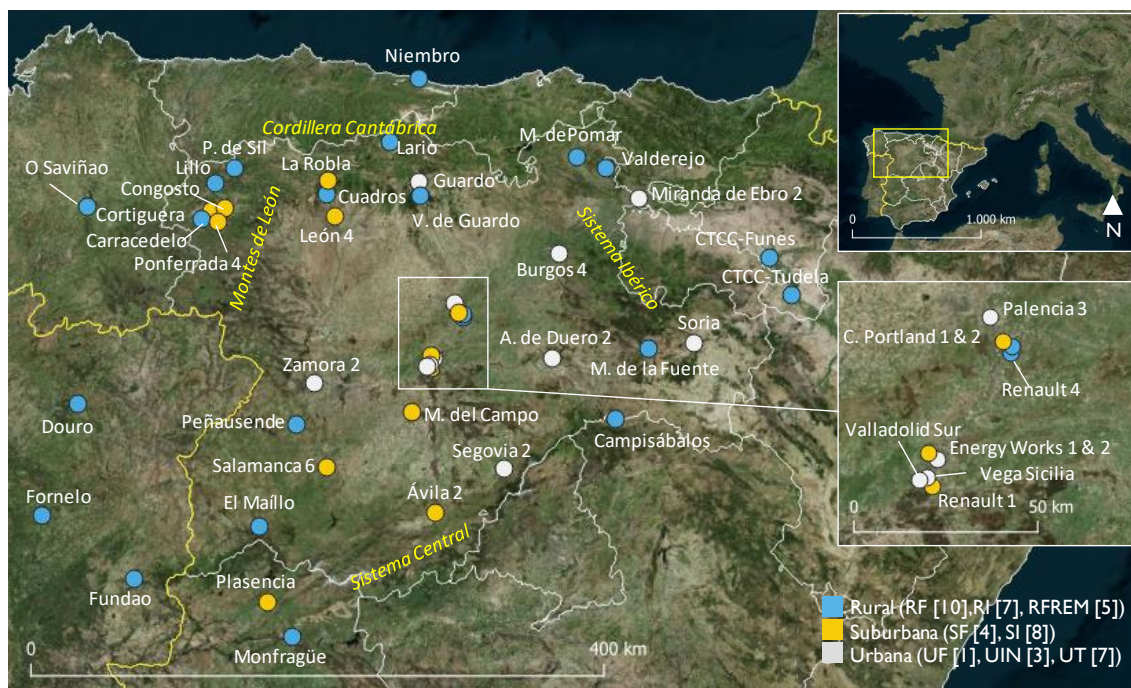 Niembro
Cordillera Cantábrica
P. de Sil
Lario
M. de Pomar
Lillo
La Robla
Valderejo
O Saviñao
Congosto
Guardo
Cuadros
Miranda de Ebro 2
Cortiguera
V. de Guardo
Carracedelo
León 4
Ponferrada 4
Montes de León
Sistema Ibérico
CTCC-Funes
Burgos 4
CTCC-Tudela
Soria
A. de Duero 2
Zamora 2
M. de la Fuente
Douro
Peñausende
M. del Campo
Campisábalos
Segovia 2
Salamanca 6
Fornelo
El Maíllo
Ávila 2
Sistema Central
Fundao
Plasencia
Monfragüe
0 400 km
0 1.000 km
N
Palencia 3
C. Portland 1 & 2
Renault 4
Valladolid Sur
Energy Works 1 & 2
Vega Sicilia
Renault 1
0 50 km
Rural (RF [10],RI [7], RFREM [5])
Suburbana (SF [4], SI [8])
Urbana (UF [1], UIN [3], UT [7])